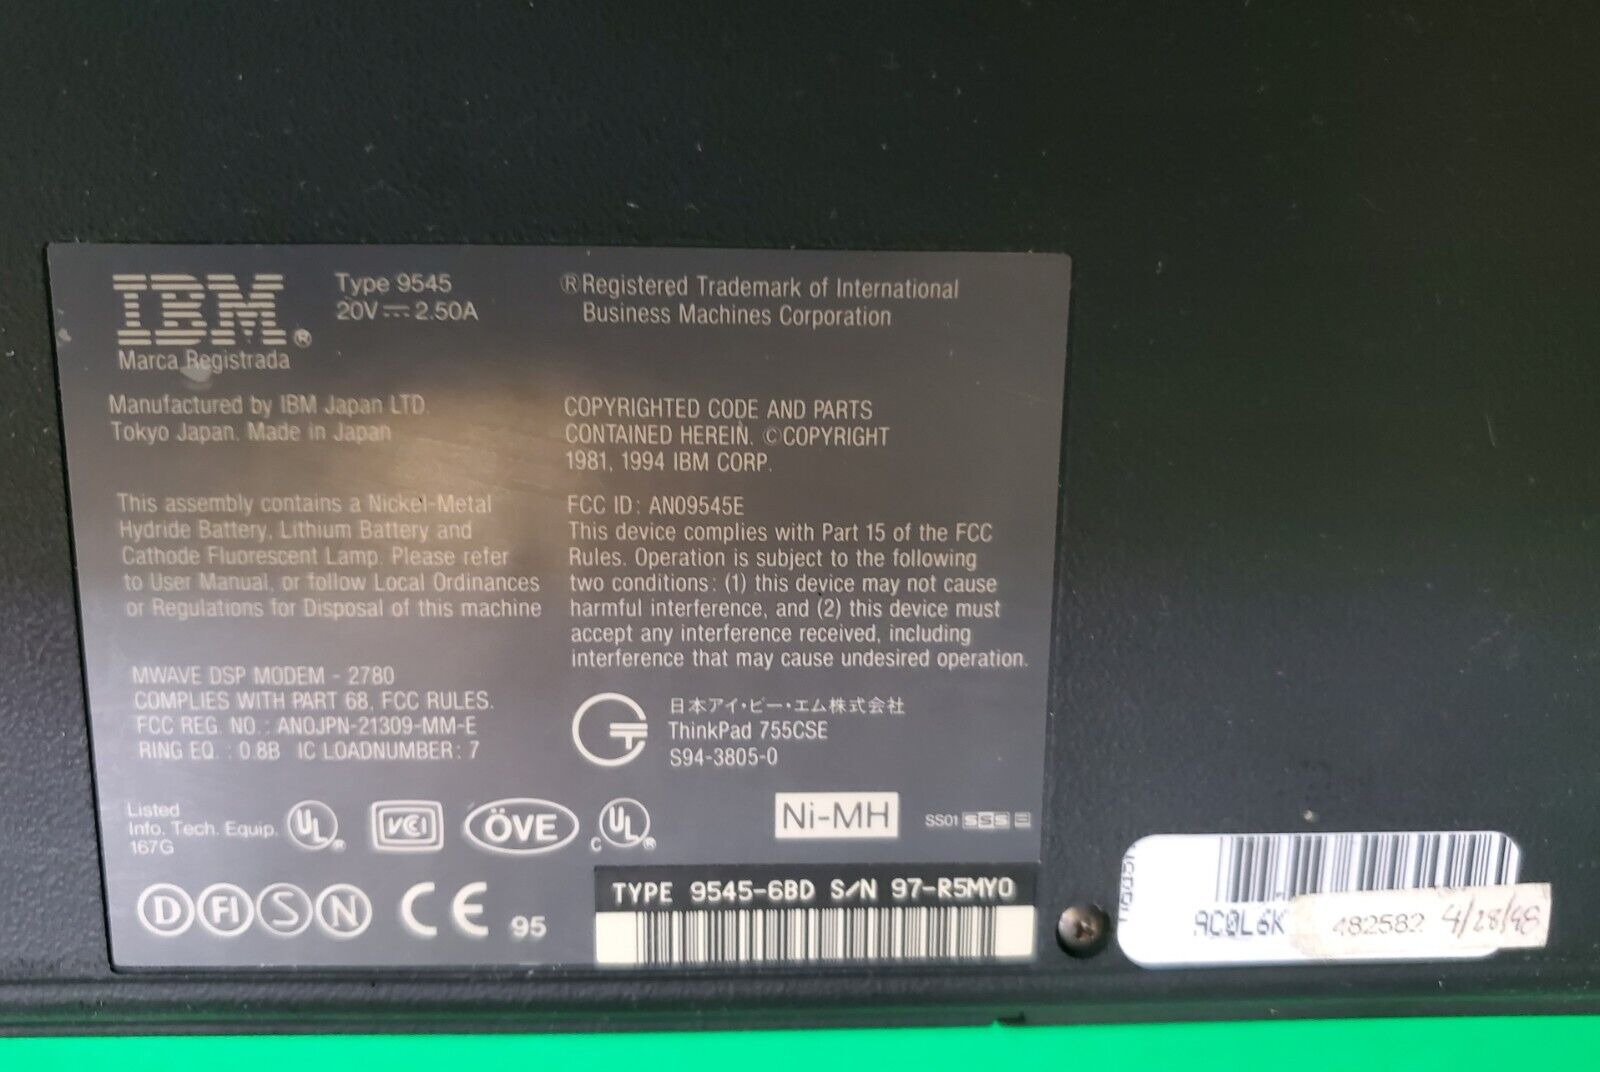 IBM®
Marca Registrada
Type 9545
20V 2.50A
®Registered Trademark of International
Business Machines Corporation
Manufactured by IBM Japan LTD.
Tokyo Japan. Made in Japan
COPYRIGHTED CODE AND PARTS
CONTAINED HEREIN. ©COPYRIGHT
1981, 1994 IBM CORP.
This assembly contains a Nickel-Metal
Hydride Battery, Lithium Battery and
Cathode Fluorescent Lamp. Please refer
to User Manual, or follow Local Ordinances
or Regulations for Disposal of this machine
FCC ID: ANO9545E
This device complies with Part 15 of the FCC
Rules. Operation is subject to the following
two conditions: (1) this device may not cause
harmful interference, and (2) this device must
accept any interference received, including
interference that may cause undesired operation.
MWAVE DSP MODEM - 2780
COMPLIES WITH PART 68, FCC RULES.
FCC REG. NO.: ANOJPN-21309-MM-E
RING EQ. : 0.8B IC LOADNUMBER: 7
日本アイ・ビー・エム株式会社
ThinkPad 755CSE
S94-3805-0
Listed
Info. Tech. Equip.
167G
UL®
VCCI
ÖVE
C UL®
Ni-MH
SS01
D FI S N CE 95
TYPE 9545-6BD S/N 97-R5MY0
AC0L6K
482582 4/28/98